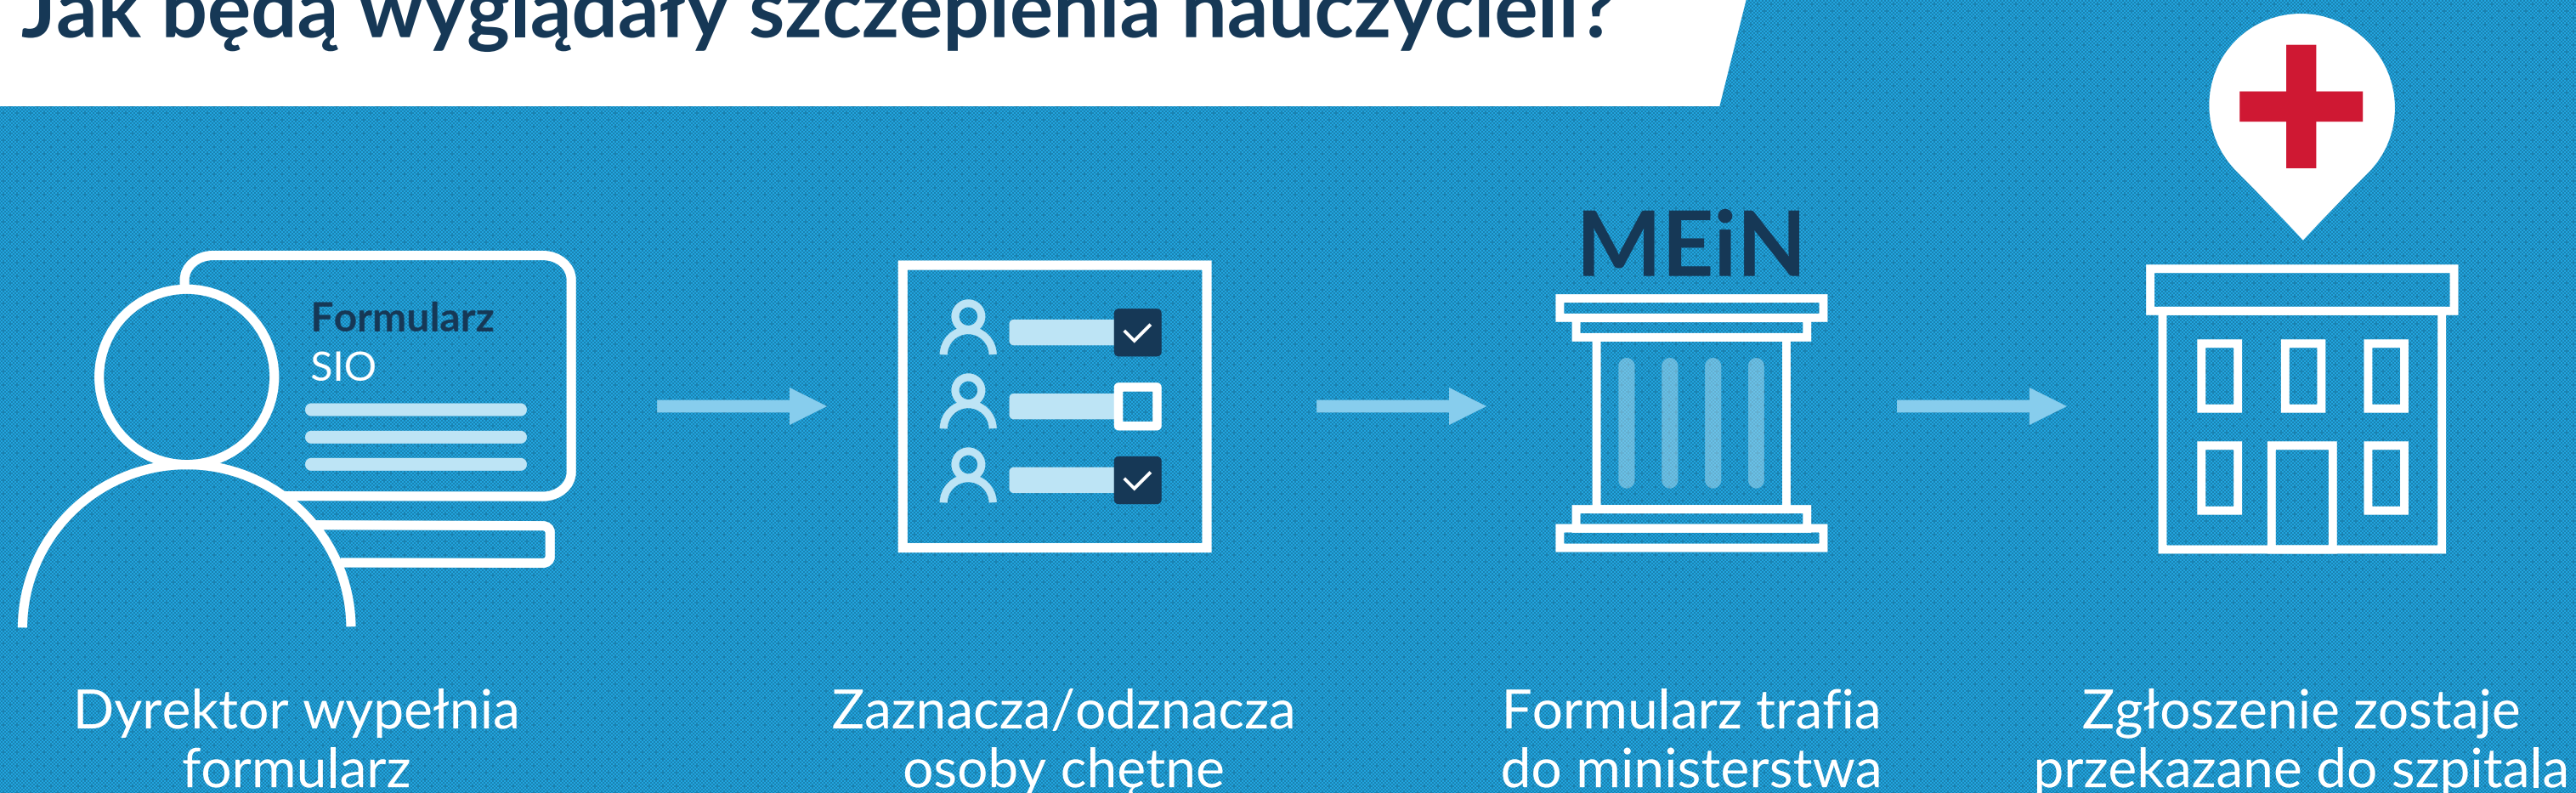 Jak będą wyglądały szczepienia nauczycieli?
MEiN
Formularz
SIO
Dyrektor wypełnia
formularz
Zaznacza/odznacza
osoby chętne
Formularz trafia
do ministerstwa
Zgłoszenie zostaje
przekazane do szpitala